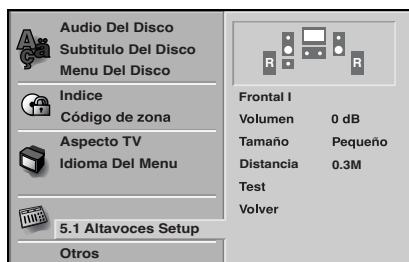 Audio Del Disco
Subtitulo Del Disco
Menu Del Disco
Indice
Código de zona
Aspecto TV
Idioma Del Menu
5.1 Altavoces Setup
Otros
R R
Frontal I
Volumen 0 dB
Tamaño Pequeño
Distancia 0.3M
Test
Volver